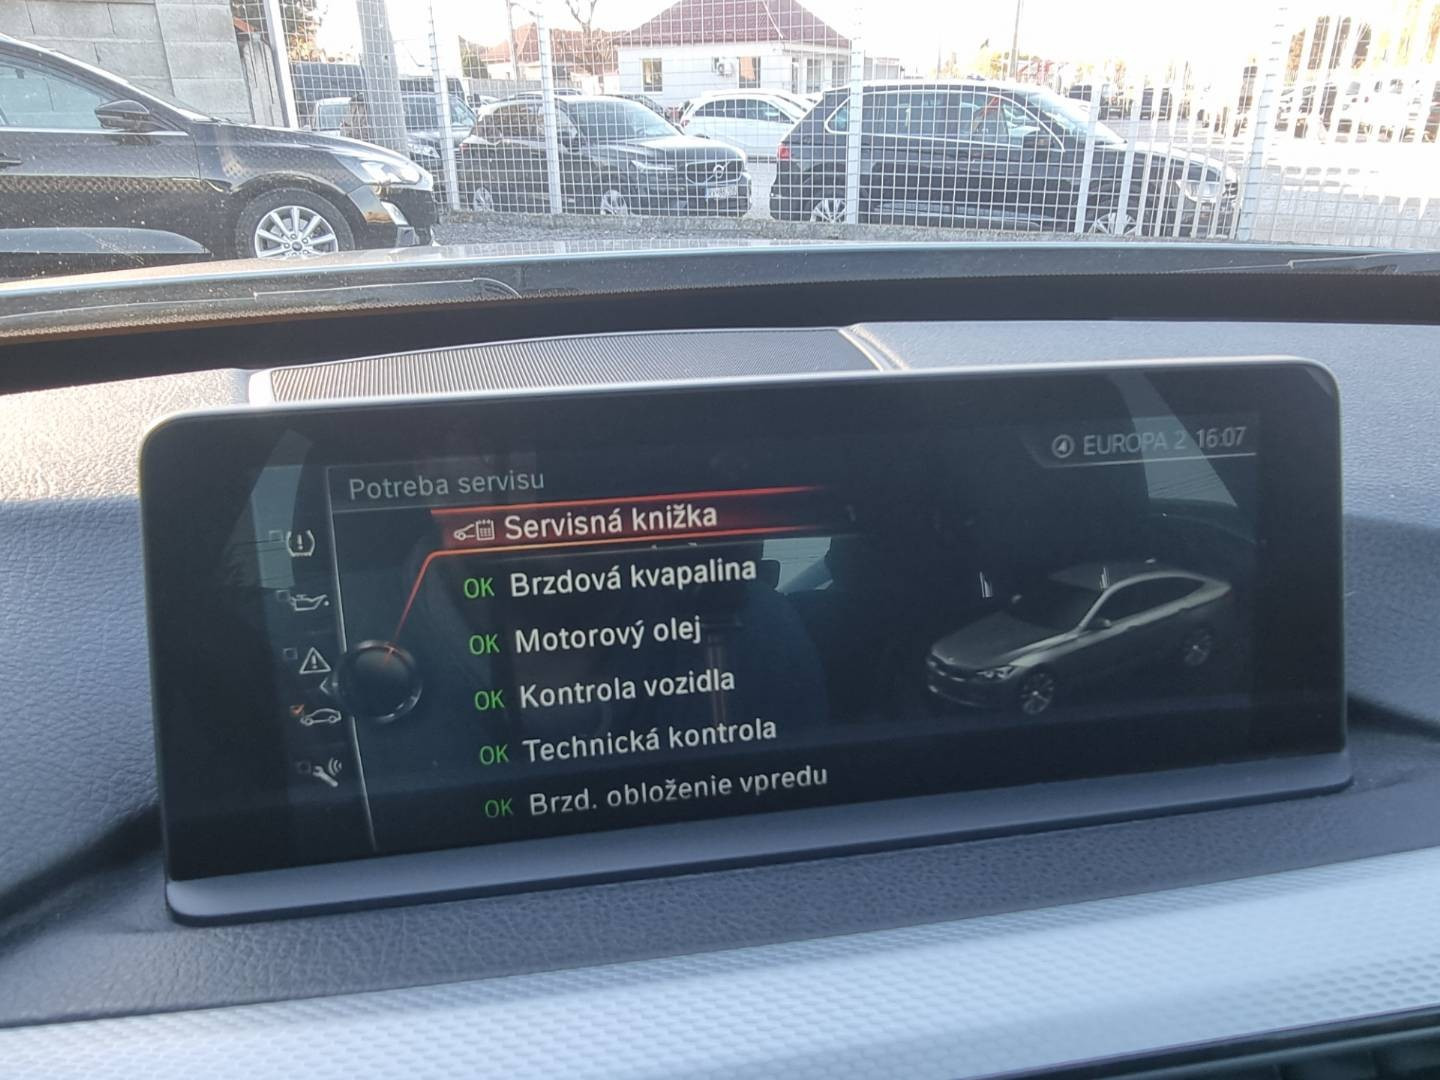 EUROPA 2 16:07
Potreba servisu
Servisná knižka
OK Brzdová kvapalina
OK Motorový olej
OK Kontrola vozidla
OK Technická kontrola
OK Brzd. obloženie vpredu